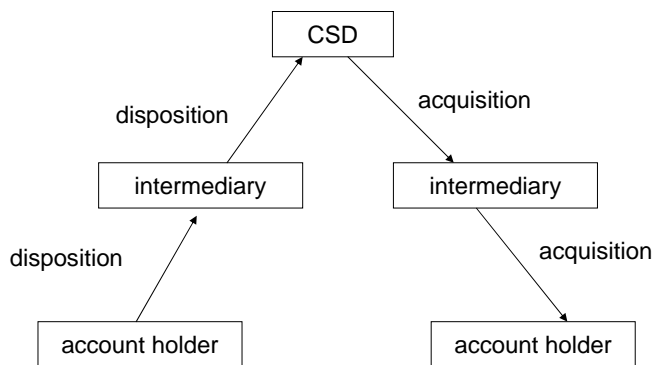 CSD
disposition
acquisition
intermediary
intermediary
disposition
acquisition
account holder
account holder